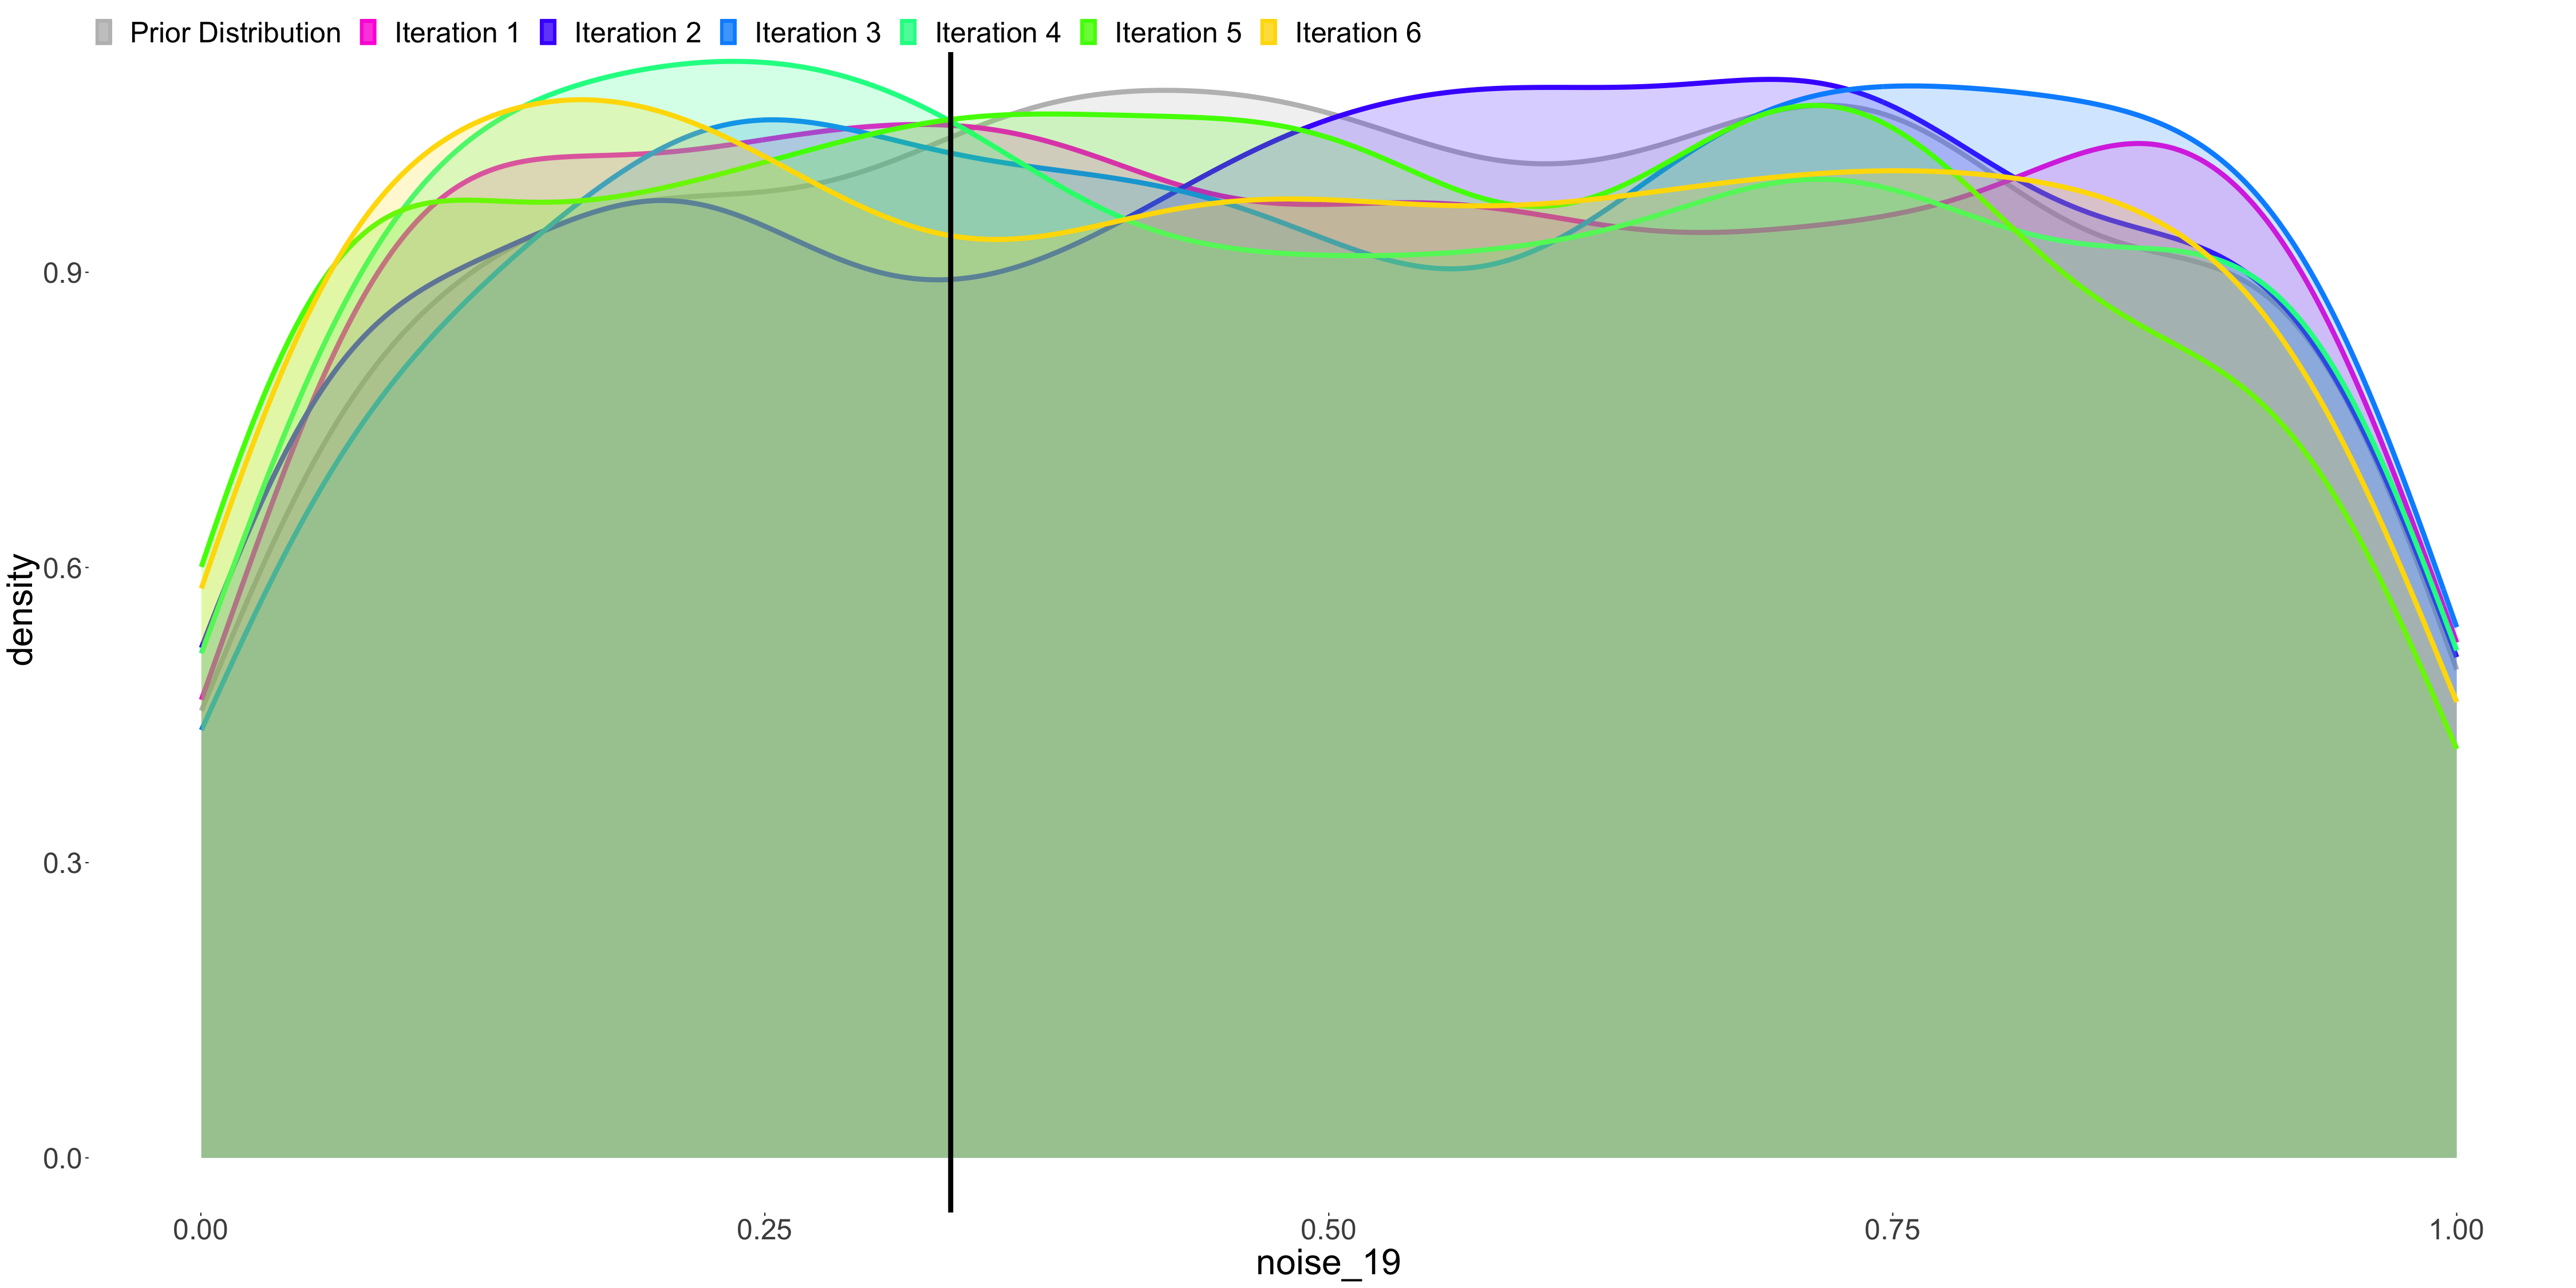 Prior Distribution Iteration 1 Iteration 2 Iteration 3 Iteration 4 Iteration 5 Iteration 6
0.9
0.6
density
0.3
0.0
0.00 0.25 0.50 0.75 1.00
noise_19